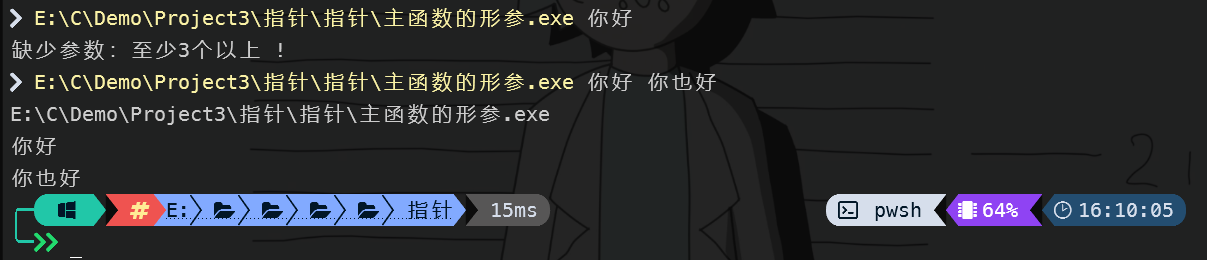 ❯ E:\C\Demo\Project3\指针\指针\主函数的形参.exe 你好
缺少参数: 至少3个以上 !
❯ E:\C\Demo\Project3\指针\指针\主函数的形参.exe 你好 你也好
E:\C\Demo\Project3\指针\指针\主函数的形参.exe
你好
你也好
# E: 指针 15ms pwsh 64% 16:10:05
2 1